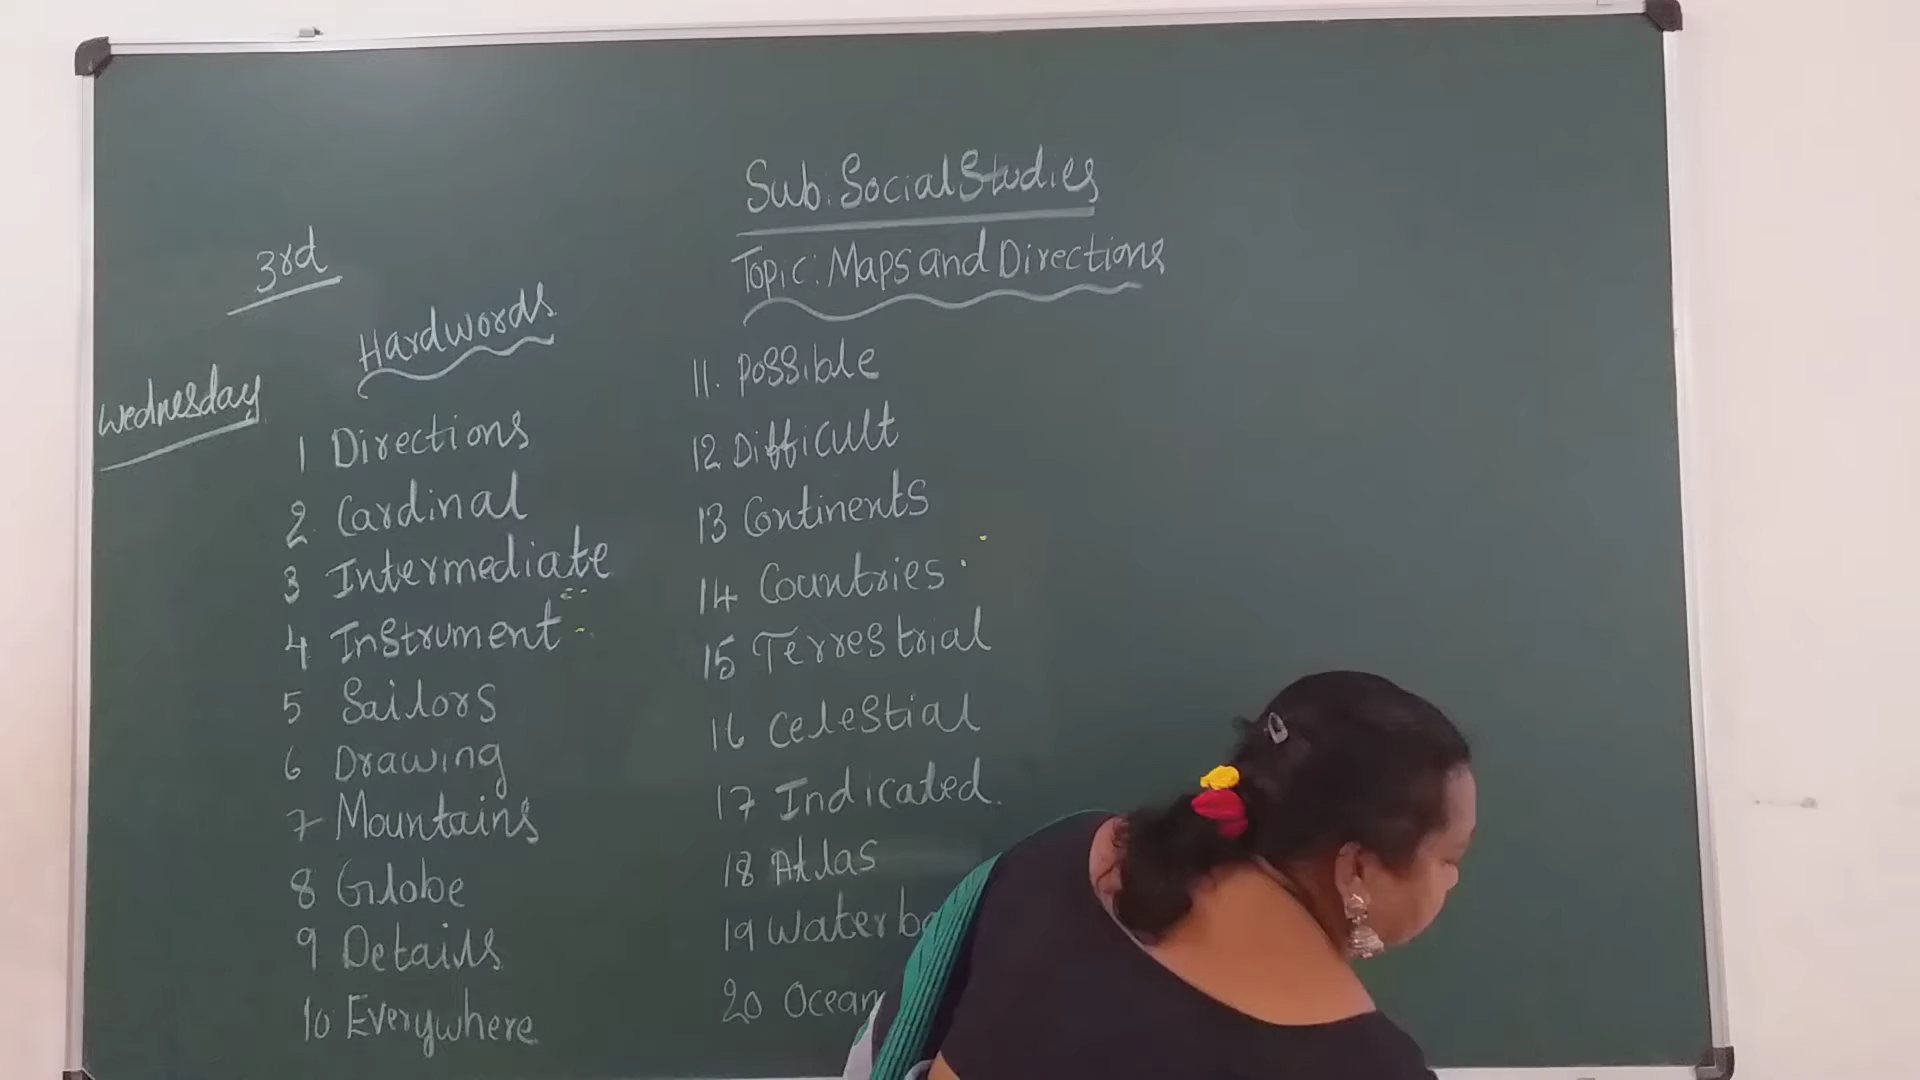 Sub: Social Studies
Topic: Maps and Directions
3rd
Wednesday
Hardwords
1 Directions
2. Cardinal
3 Intermediate
4 Instrument
5 Sailors
6 Drawing
7 Mountains
8 Globe
9 Details
10 Everywhere
11. possible
12 Difficult
13 Continents
14 Countries
15 Terrestrial
16 Celestial
17 Indicated.
18 Atlas
19
20 Ocean